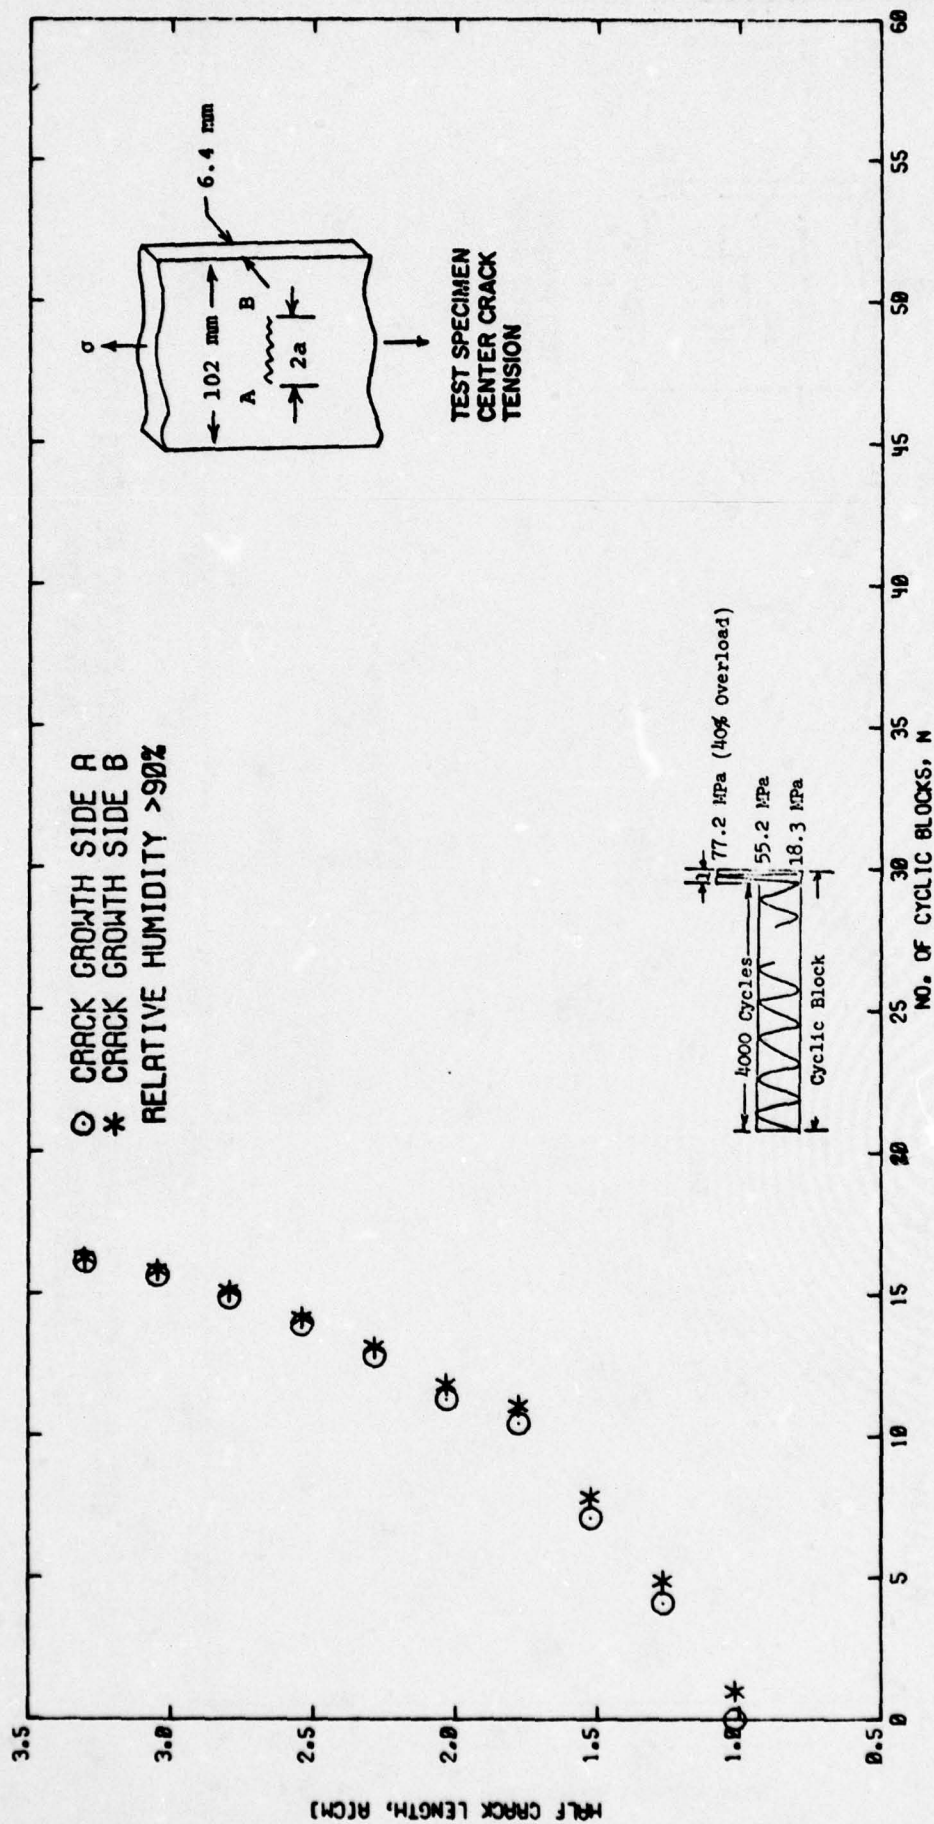 ⊙ CRACK GROWTH SIDE A
* CRACK GROWTH SIDE B
RELATIVE HUMIDITY >90%
σ
102 mm
6.4 mm
A
B
2a
TEST SPECIMEN
CENTER CRACK
TENSION
4000 Cycles
1
77.2 MPa (40% Overload)
55.2 MPa
18.3 MPa
Cyclic Block
HALF CRACK LENGTH, A(CM)
3.5
3.0
2.5
2.0
1.5
1.0
0.5
0 5 10 15 20 25 30 35 40 45 50 55 60
NO. OF CYCLIC BLOCKS, N